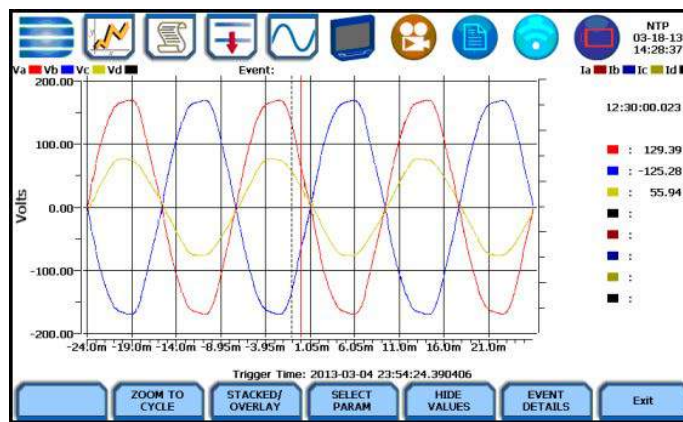 NTP
03-18-13
14:28:37
Va Vb Vc Vd
Event:
Ia Ib Ic Id
200.00
100.00
0.00
-100.00
-200.00
Volts
12:30:00.023
: 129.39
: -125.28
: 55.94
:
:
:
:
:
-24.0m -19.0m -14.0m -8.95m -3.95m 1.05m 6.05m 11.0m 16.0m 21.0m
Trigger Time: 2013-03-04 23:54:24.390406
ZOOM TO
CYCLE
STACKED/
OVERLAY
SELECT
PARAM
HIDE
VALUES
EVENT
DETAILS
Exit